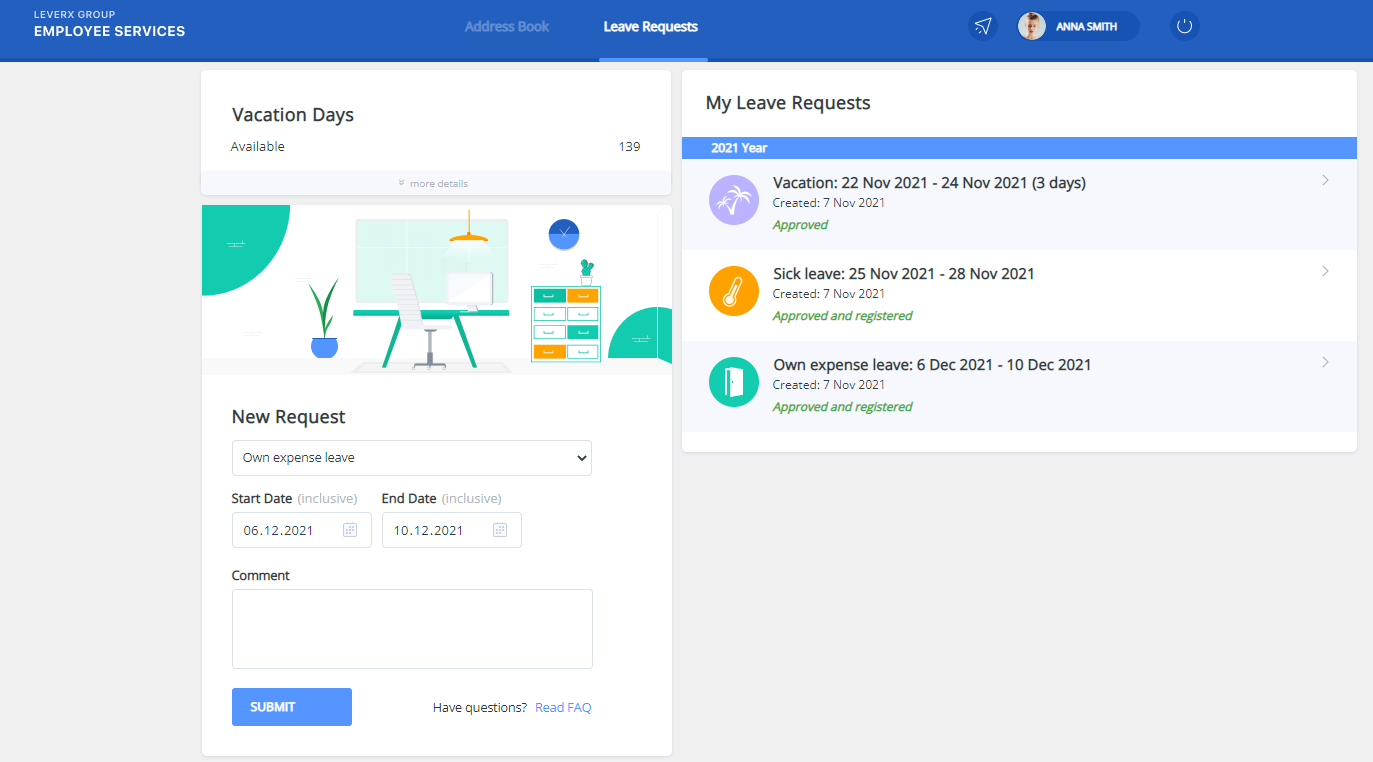 LEVERX GROUP
EMPLOYEE SERVICES
Address Book
Leave Requests
ANNA SMITH
Vacation Days
Available 139
more details
New Request
Own expense leave
Start Date (inclusive) End Date (inclusive)
06.12.2021 10.12.2021
Comment
SUBMIT
Have questions? Read FAQ
My Leave Requests
2021 Year
Vacation: 22 Nov 2021 - 24 Nov 2021 (3 days)
Created: 7 Nov 2021
Approved
Sick leave: 25 Nov 2021 - 28 Nov 2021
Created: 7 Nov 2021
Approved and registered
Own expense leave: 6 Dec 2021 - 10 Dec 2021
Created: 7 Nov 2021
Approved and registered